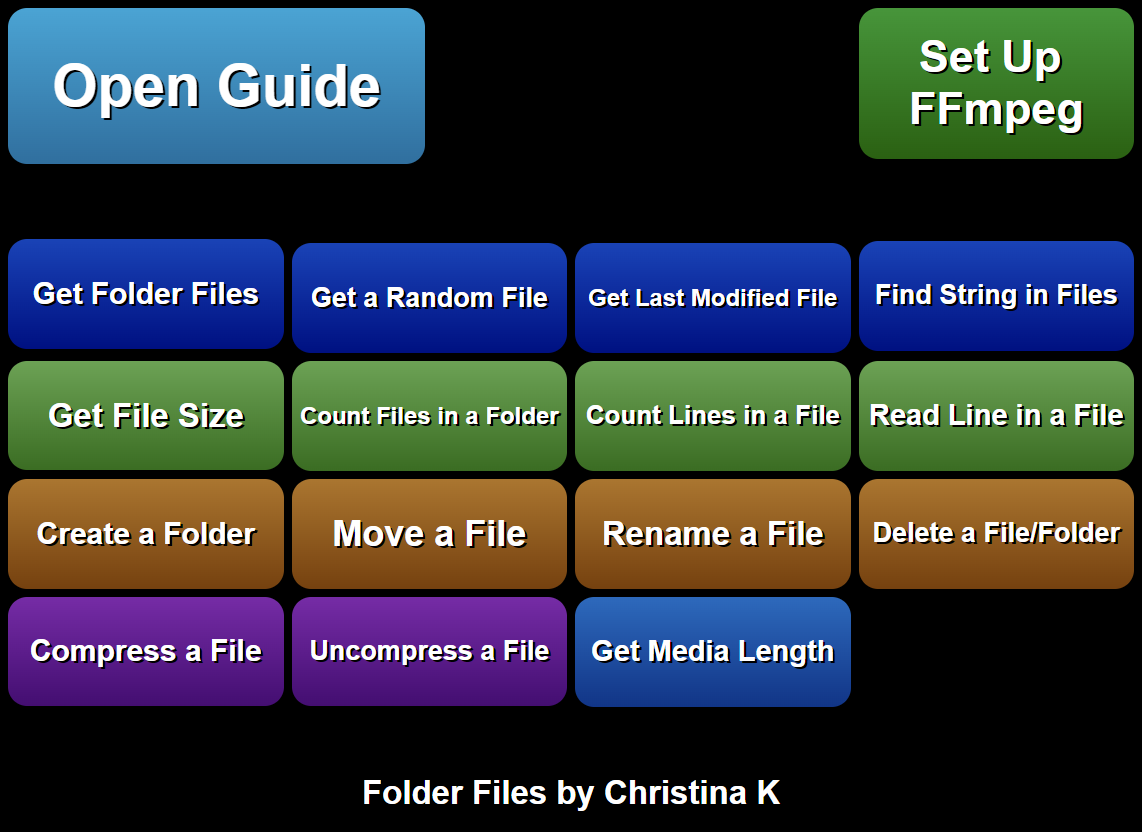 Open Guide
Set Up
FFmpeg
Get Folder Files
Get a Random File
Get Last Modified File
Find String in Files
Get File Size
Count Files in a Folder
Count Lines in a File
Read Line in a File
Create a Folder
Move a File
Rename a File
Delete a File/Folder
Compress a File
Uncompress a File
Get Media Length
Folder Files by Christina K